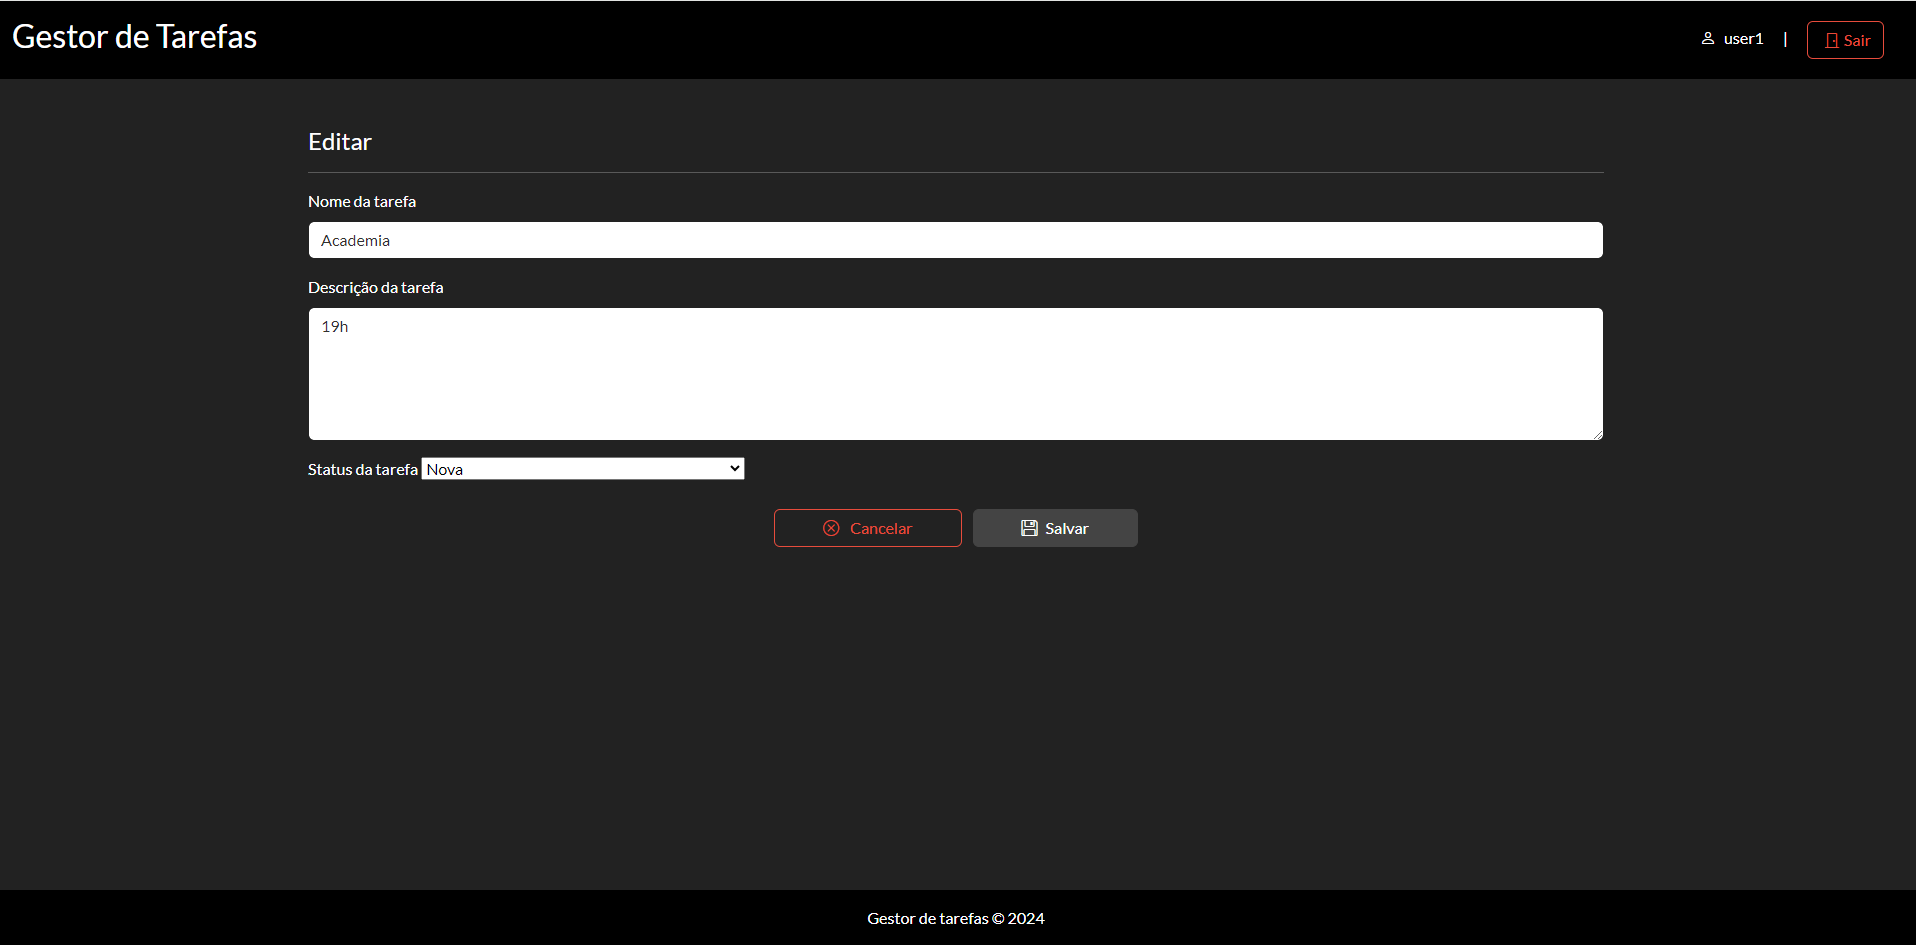 Gestor de Tarefas
user1 | Sair
Editar
Nome da tarefa
Academia
Descrição da tarefa
19h
Status da tarefa Nova
Cancelar Salvar
Gestor de tarefas © 2024